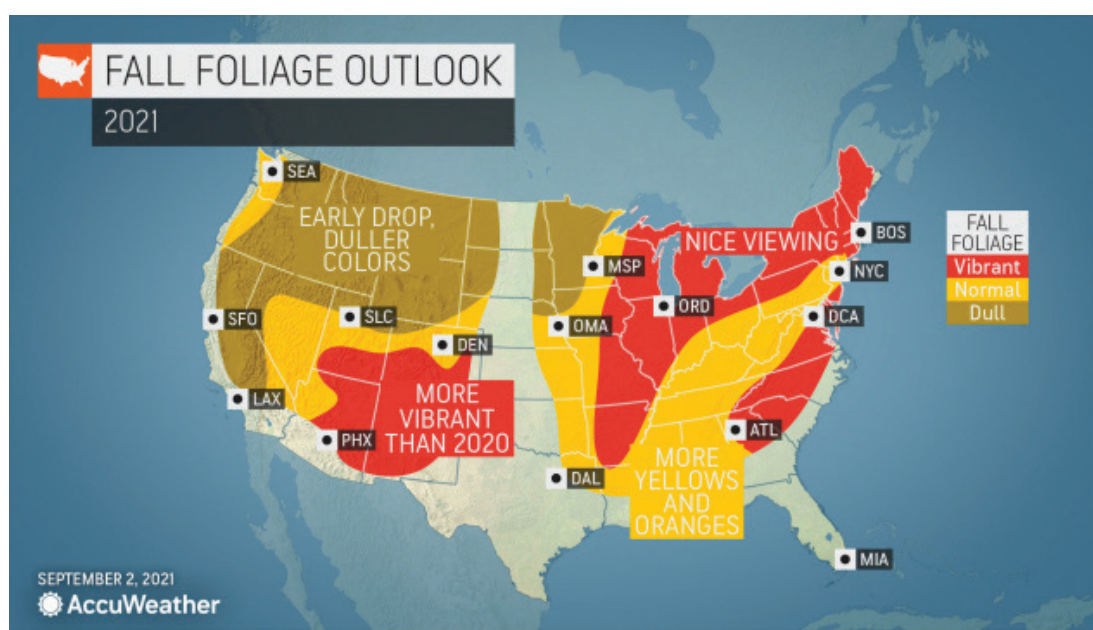 FALL FOLIAGE OUTLOOK
2021
SEA
EARLY DROP,
DULLER
COLORS
NICE VIEWING
BOS
FALL
FOLIAGE
Vibrant
Normal
Dull
MSP
NYC
ORD
DCA
SFO
SLC
OMA
DEN
LAX
MORE
VIBRANT
THAN 2020
PHX
ATL
DAL
MORE
YELLOWS
AND
ORANGES
MIA
SEPTEMBER 2, 2021
AccuWeather